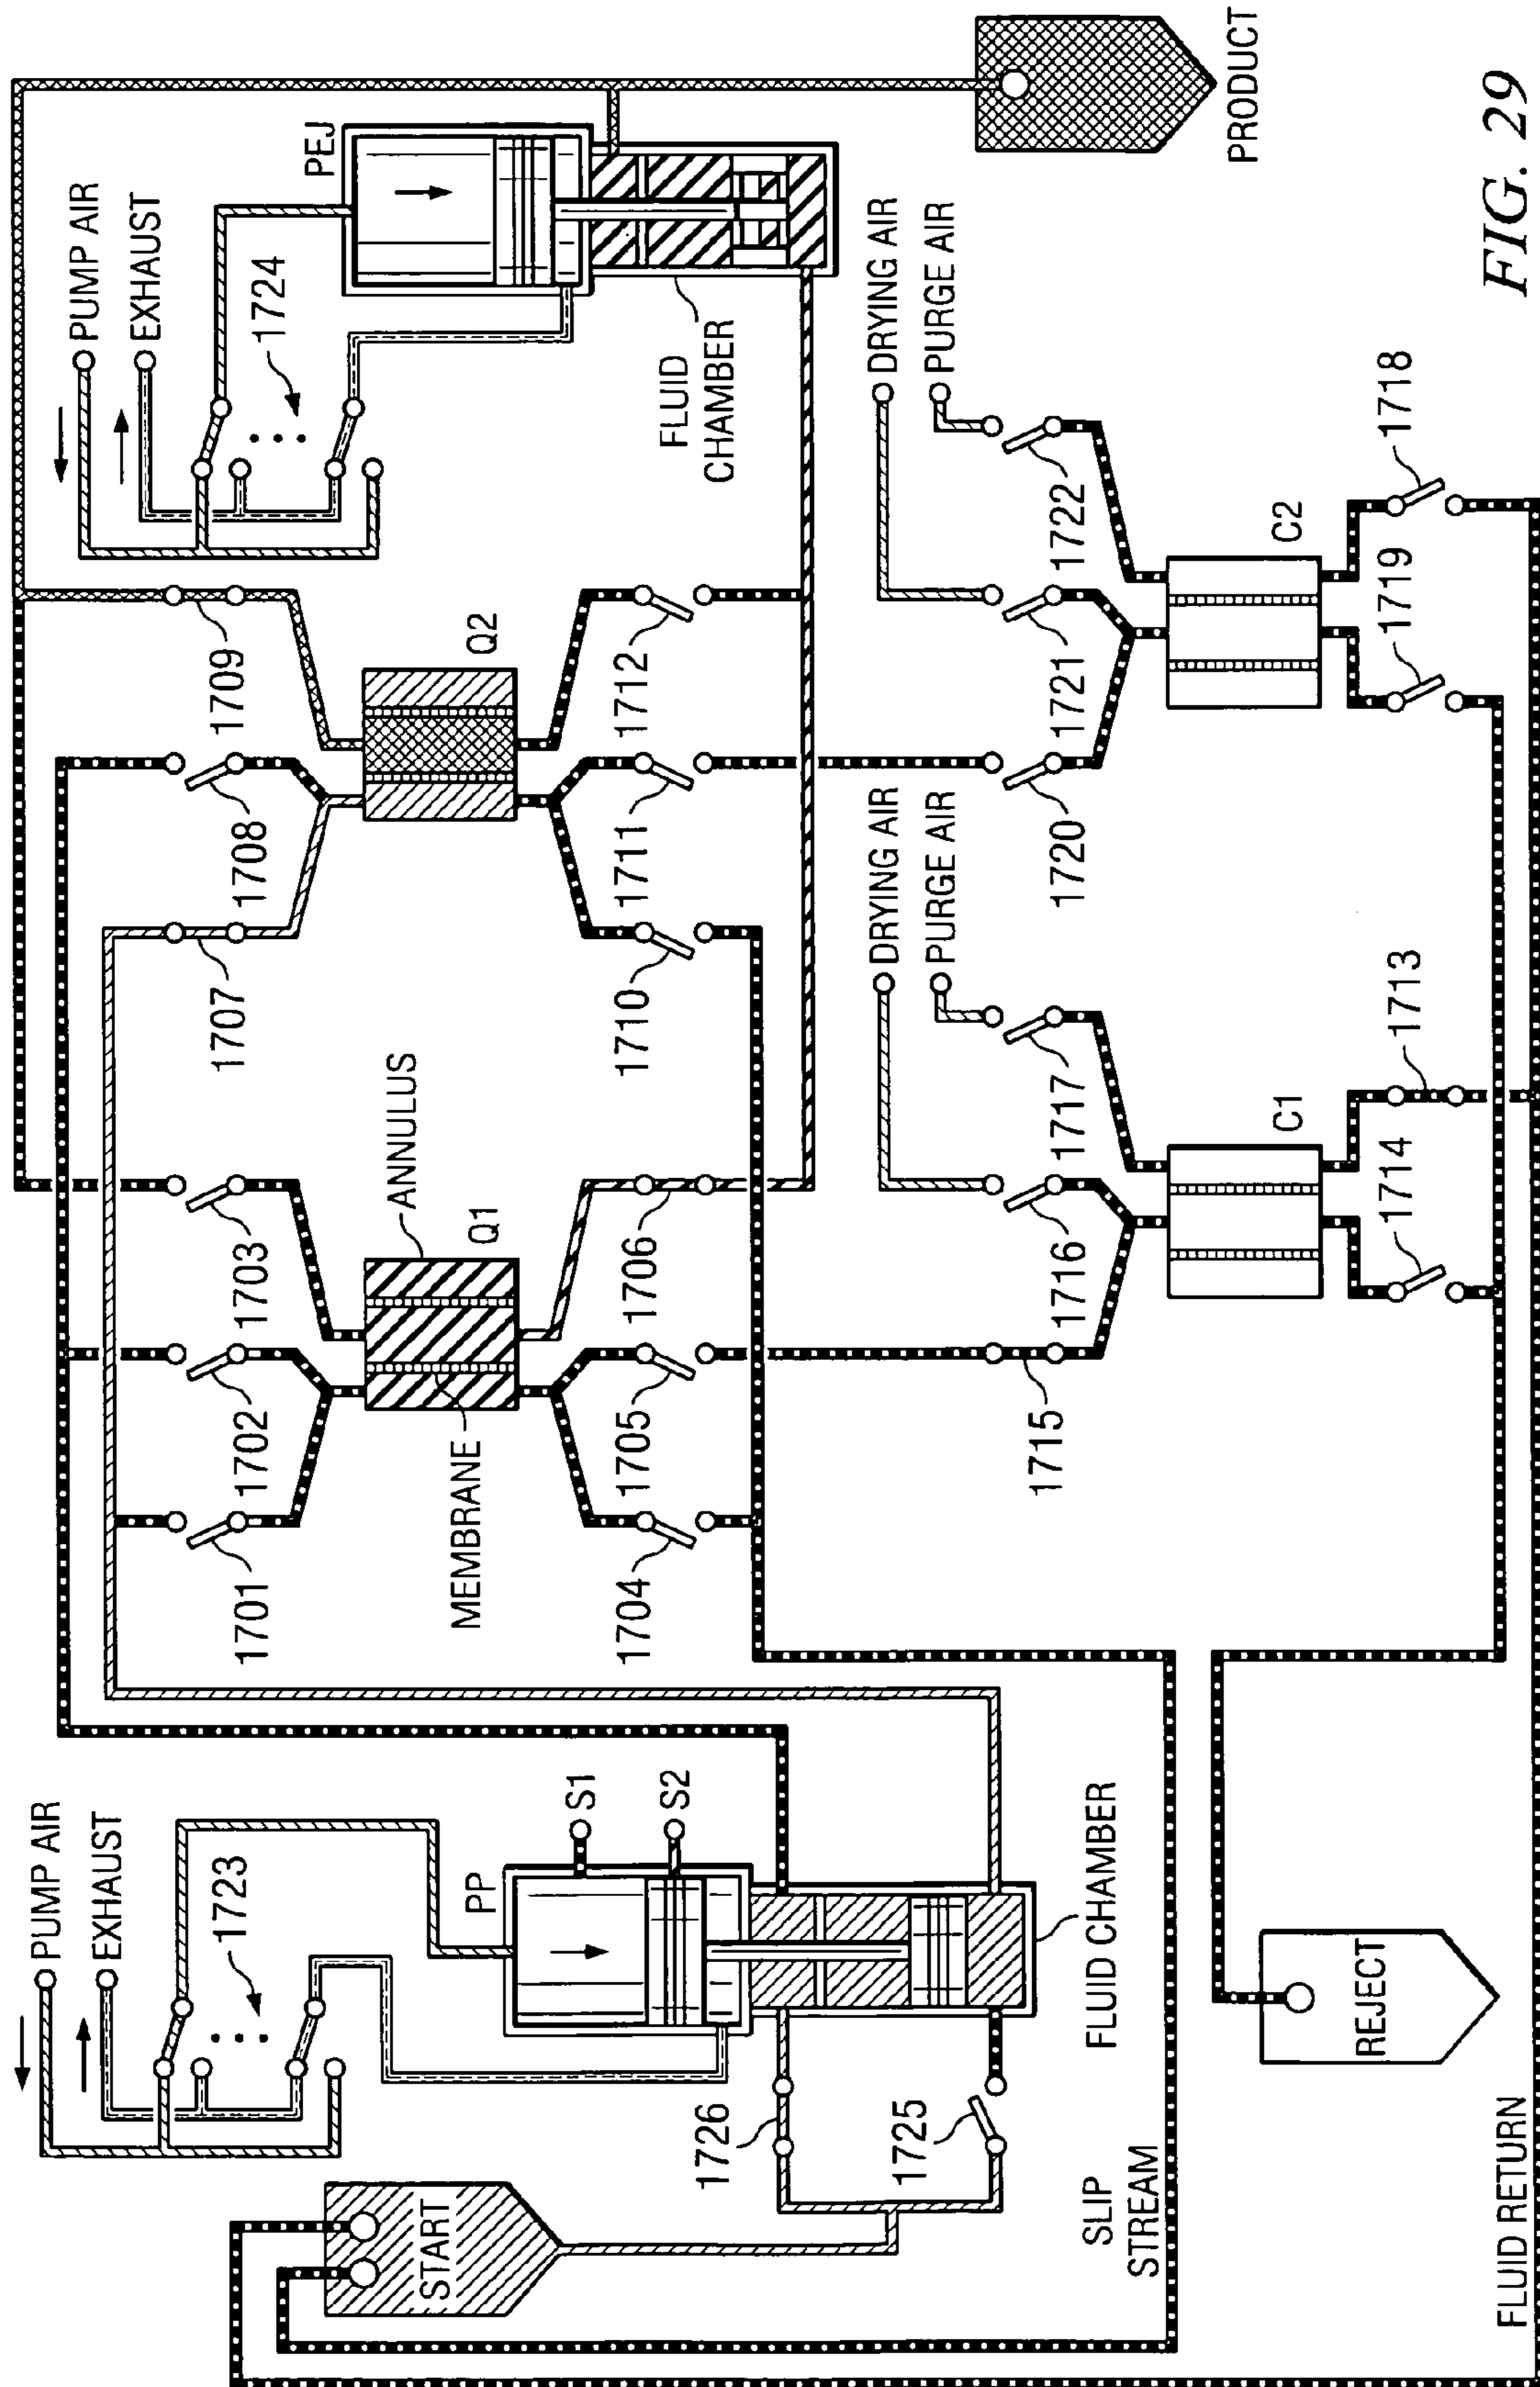 PUMP AIR
EXHAUST
1723
START
PP
S1
S2
1726
1725
FLUID CHAMBER
SLIP
STREAM
REJECT
FLUID RETURN
1701
1702
1703
MEMBRANE
ANNULUS
Q1
1704
1705
1706
1707
1708
1709
Q2
1710
1711
1712
PUMP AIR
EXHAUST
1724
PEJ
FLUID
CHAMBER
PRODUCT
DRYING AIR
PURGE AIR
1715
1716
1717
C1
1714
1713
DRYING AIR
PURGE AIR
1720
1721
1722
C2
1719
1718
FIG. 29